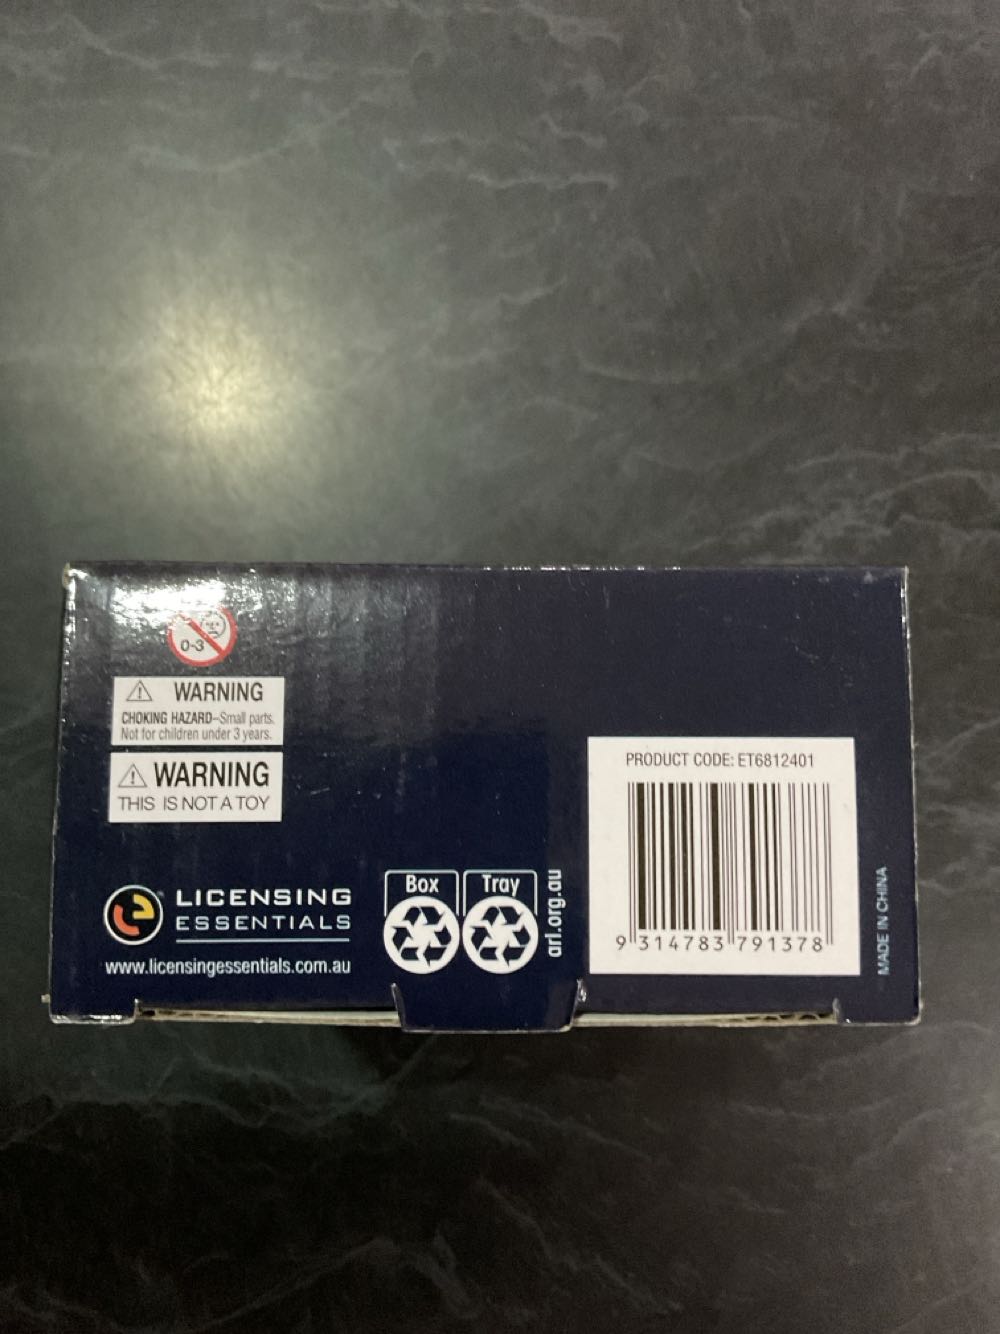 0-3
WARNING
CHOKING HAZARD–Small parts.
Not for children under 3 years.
WARNING
THIS IS NOT A TOY
LICENSING
ESSENTIALS
www.licensingessentials.com.au
Box
Tray
arl.org.au
PRODUCT CODE: ET6812401
9 314783 791378
MADE IN CHINA